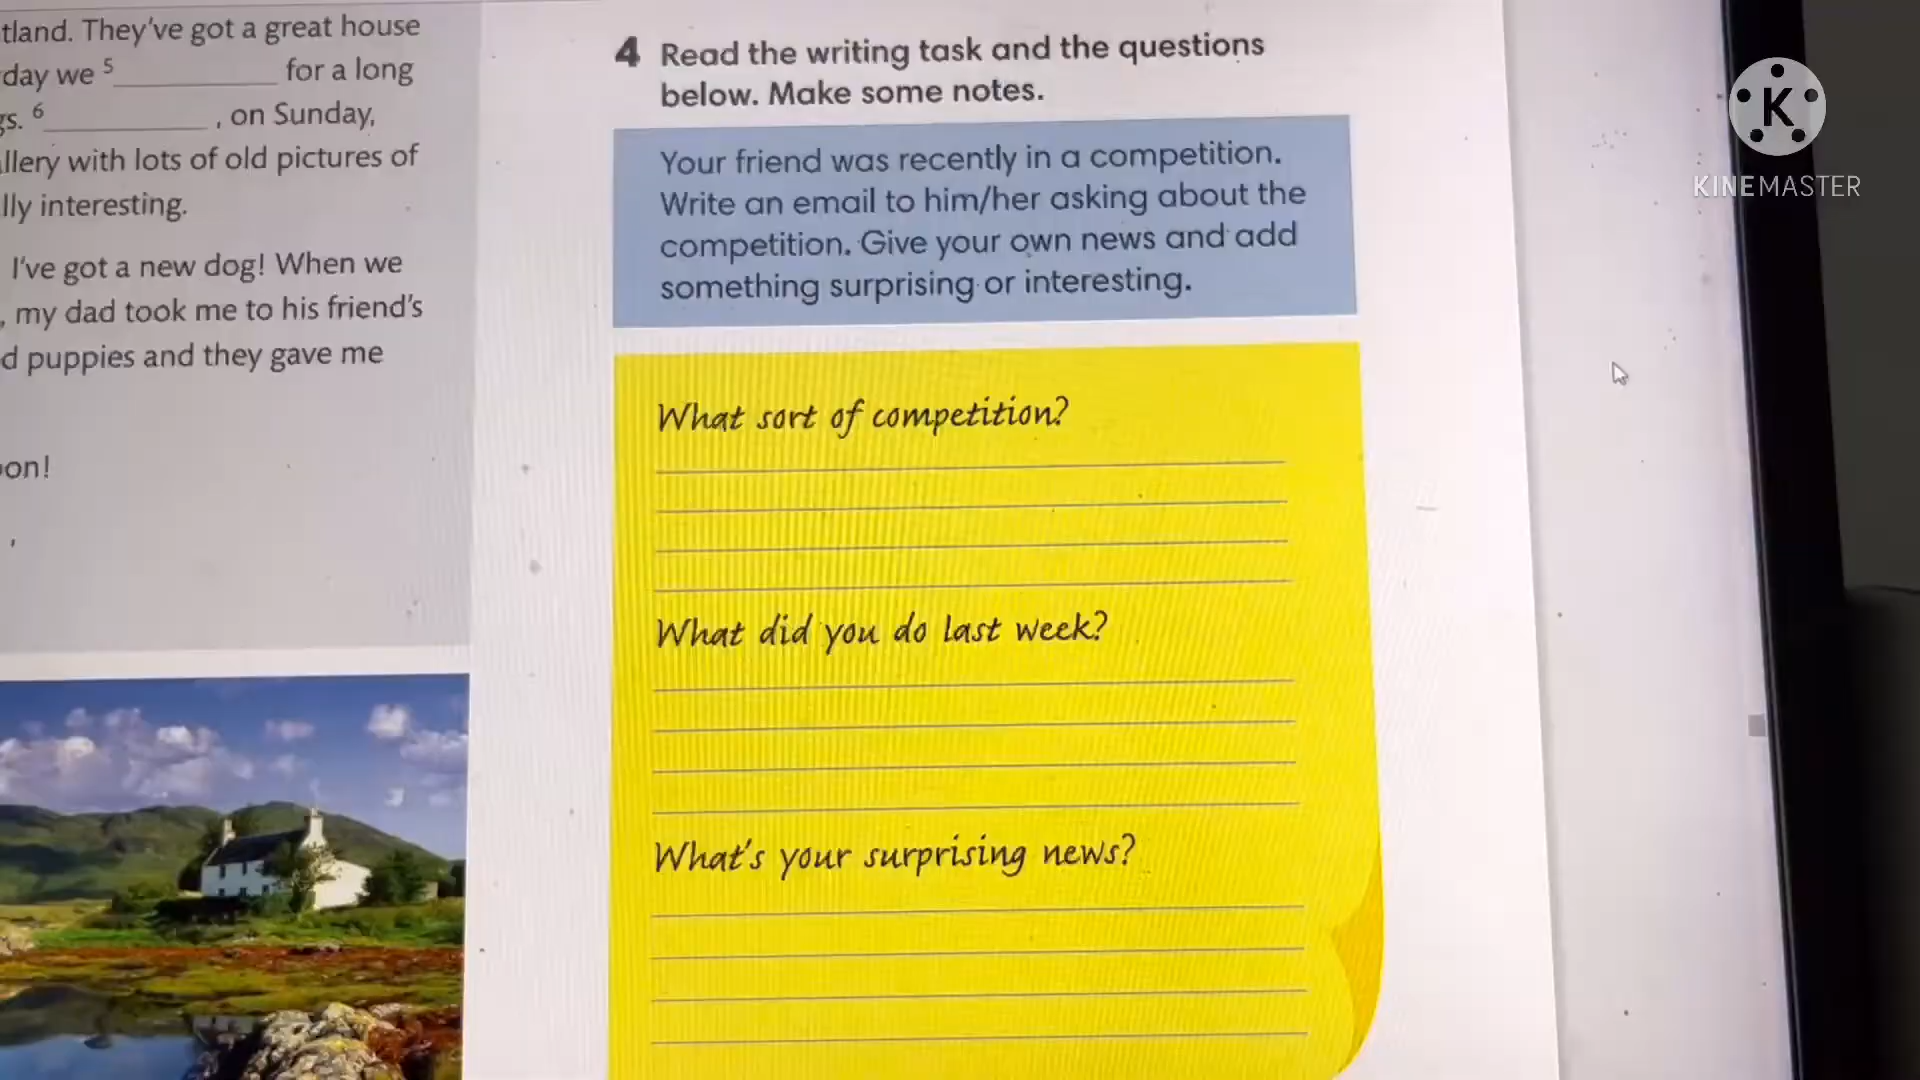 tland. They've got a great house
day we 5__________ for a long
gs. 6__________, on Sunday,
llery with lots of old pictures of
lly interesting.
I've got a new dog! When we
, my dad took me to his friend's
d puppies and they gave me
oon!
,
4 Read the writing task and the questions
below. Make some notes.
Your friend was recently in a competition.
Write an email to him/her asking about the
competition. Give your own news and add
something surprising or interesting.
What sort of competition?
What did you do last week?
What's your surprising news?
K
KINEMASTER